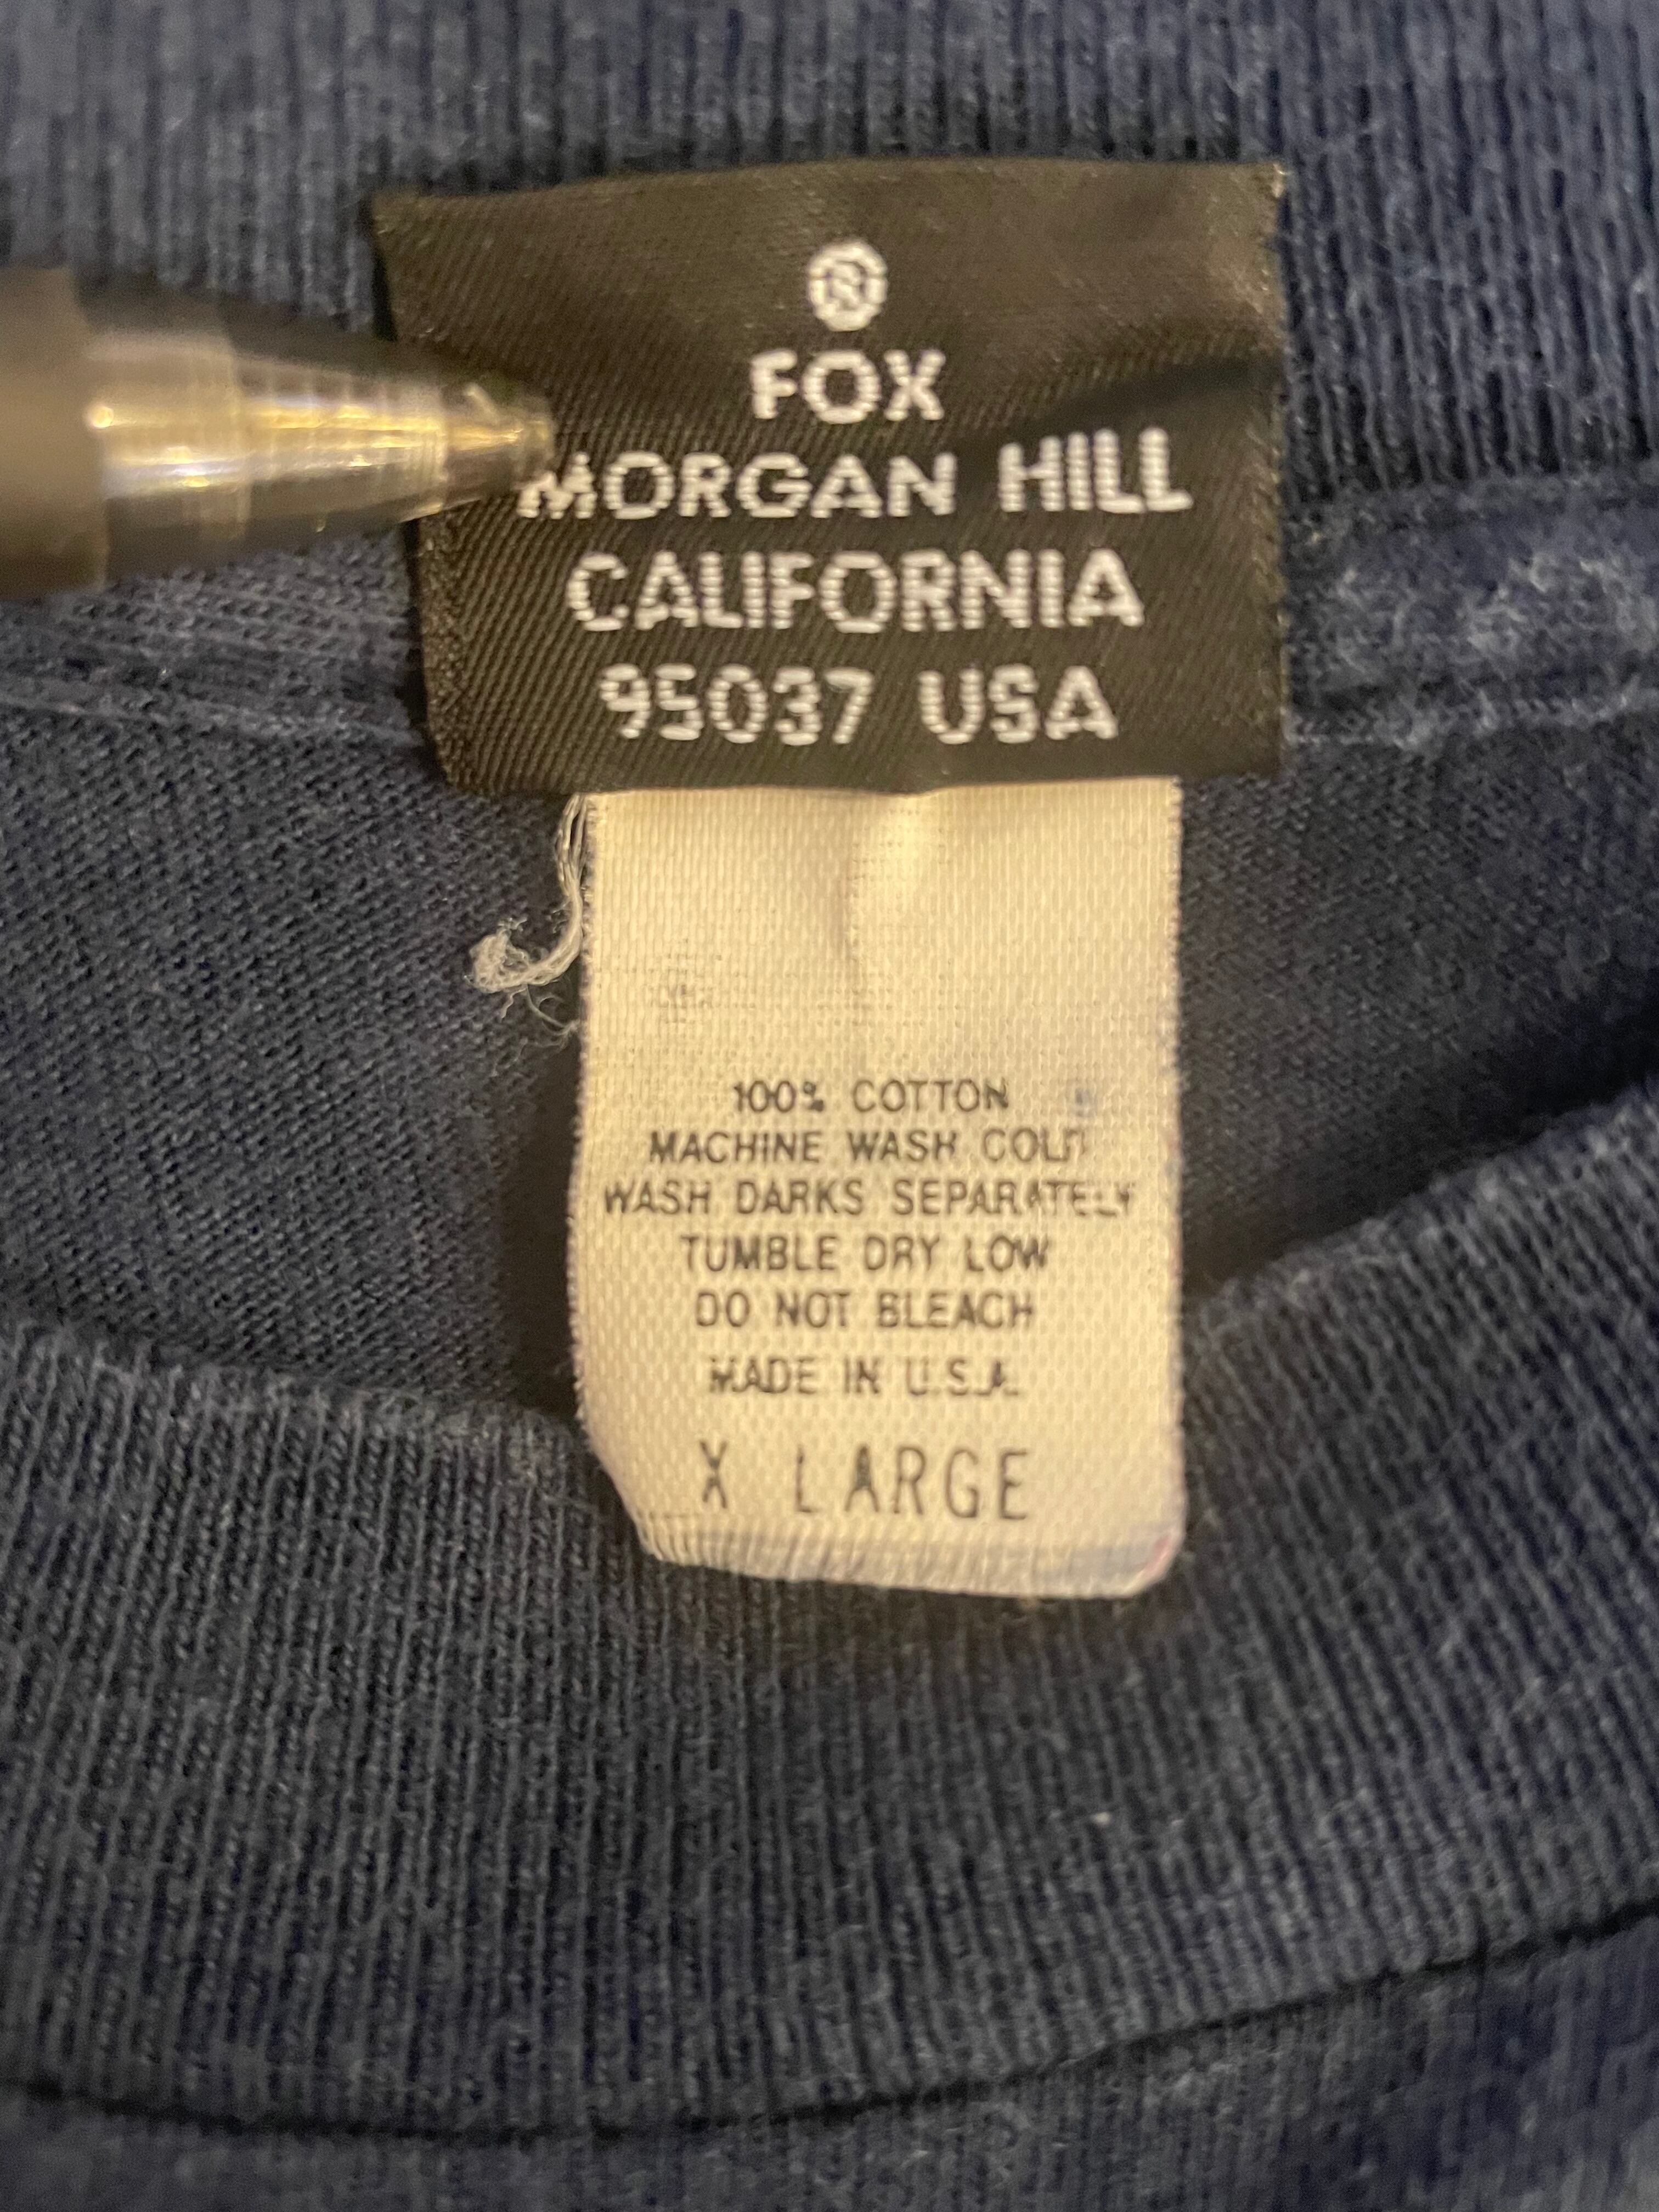 ®
FOX
MORGAN HILL
CALIFORNIA
95037 USA
100% COTTON
MACHINE WASH COLD
WASH DARKS SEPARATELY
TUMBLE DRY LOW
DO NOT BLEACH
MADE IN U.S.A.
X LARGE